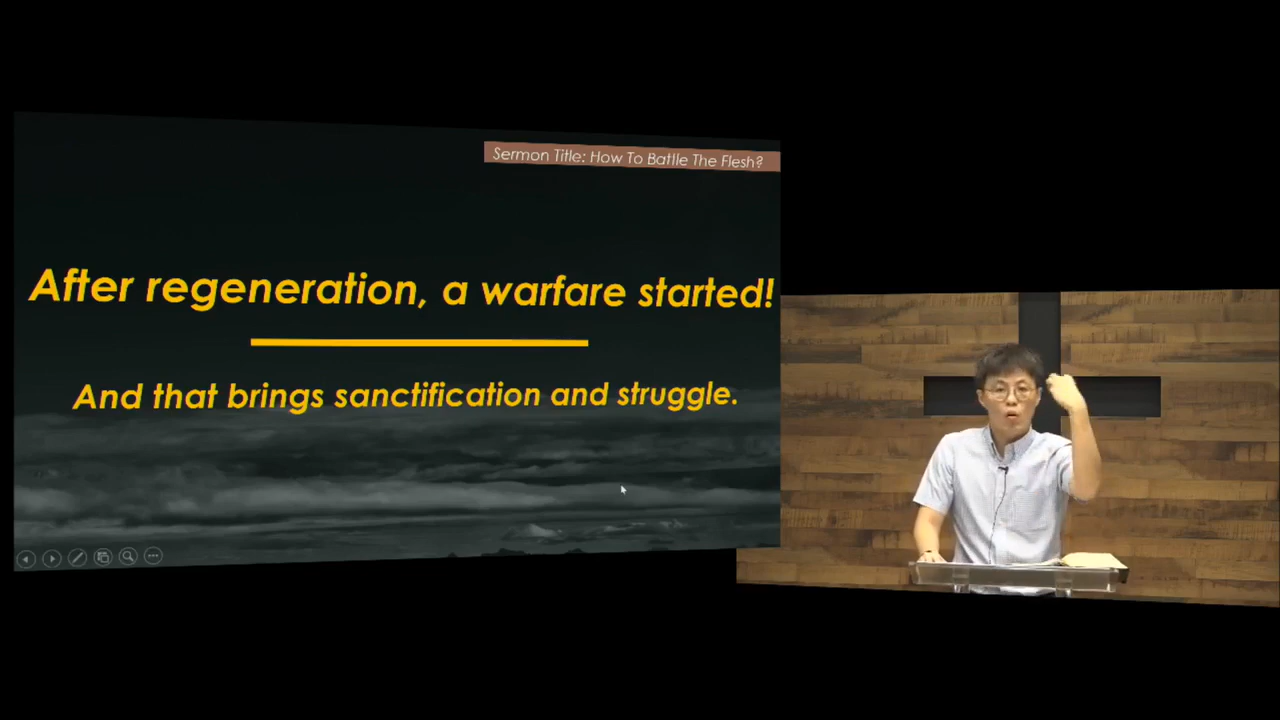 Sermon Title: How To Battle The Flesh?
After regeneration, a warfare started!
And that brings sanctification and struggle.